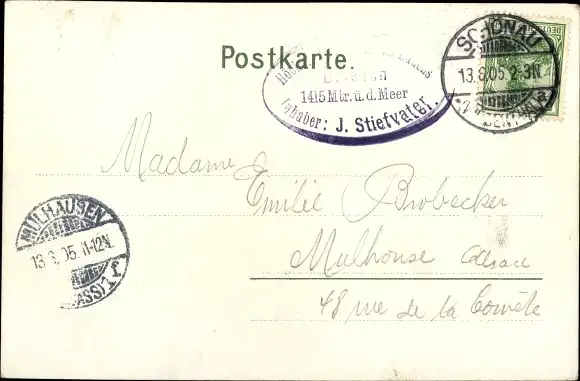 Postkarte.
1415 Mtr. ü. d. Meer
Inhaber: J. Stiefvater.
SCHÖNAU
13.8.05.2-3N.
DEUT
Madame
Emilie Brobecker
Mulhouse Alsace
48 rue de la Comète
MÜLHAUSEN
13.8.05.11-12N.